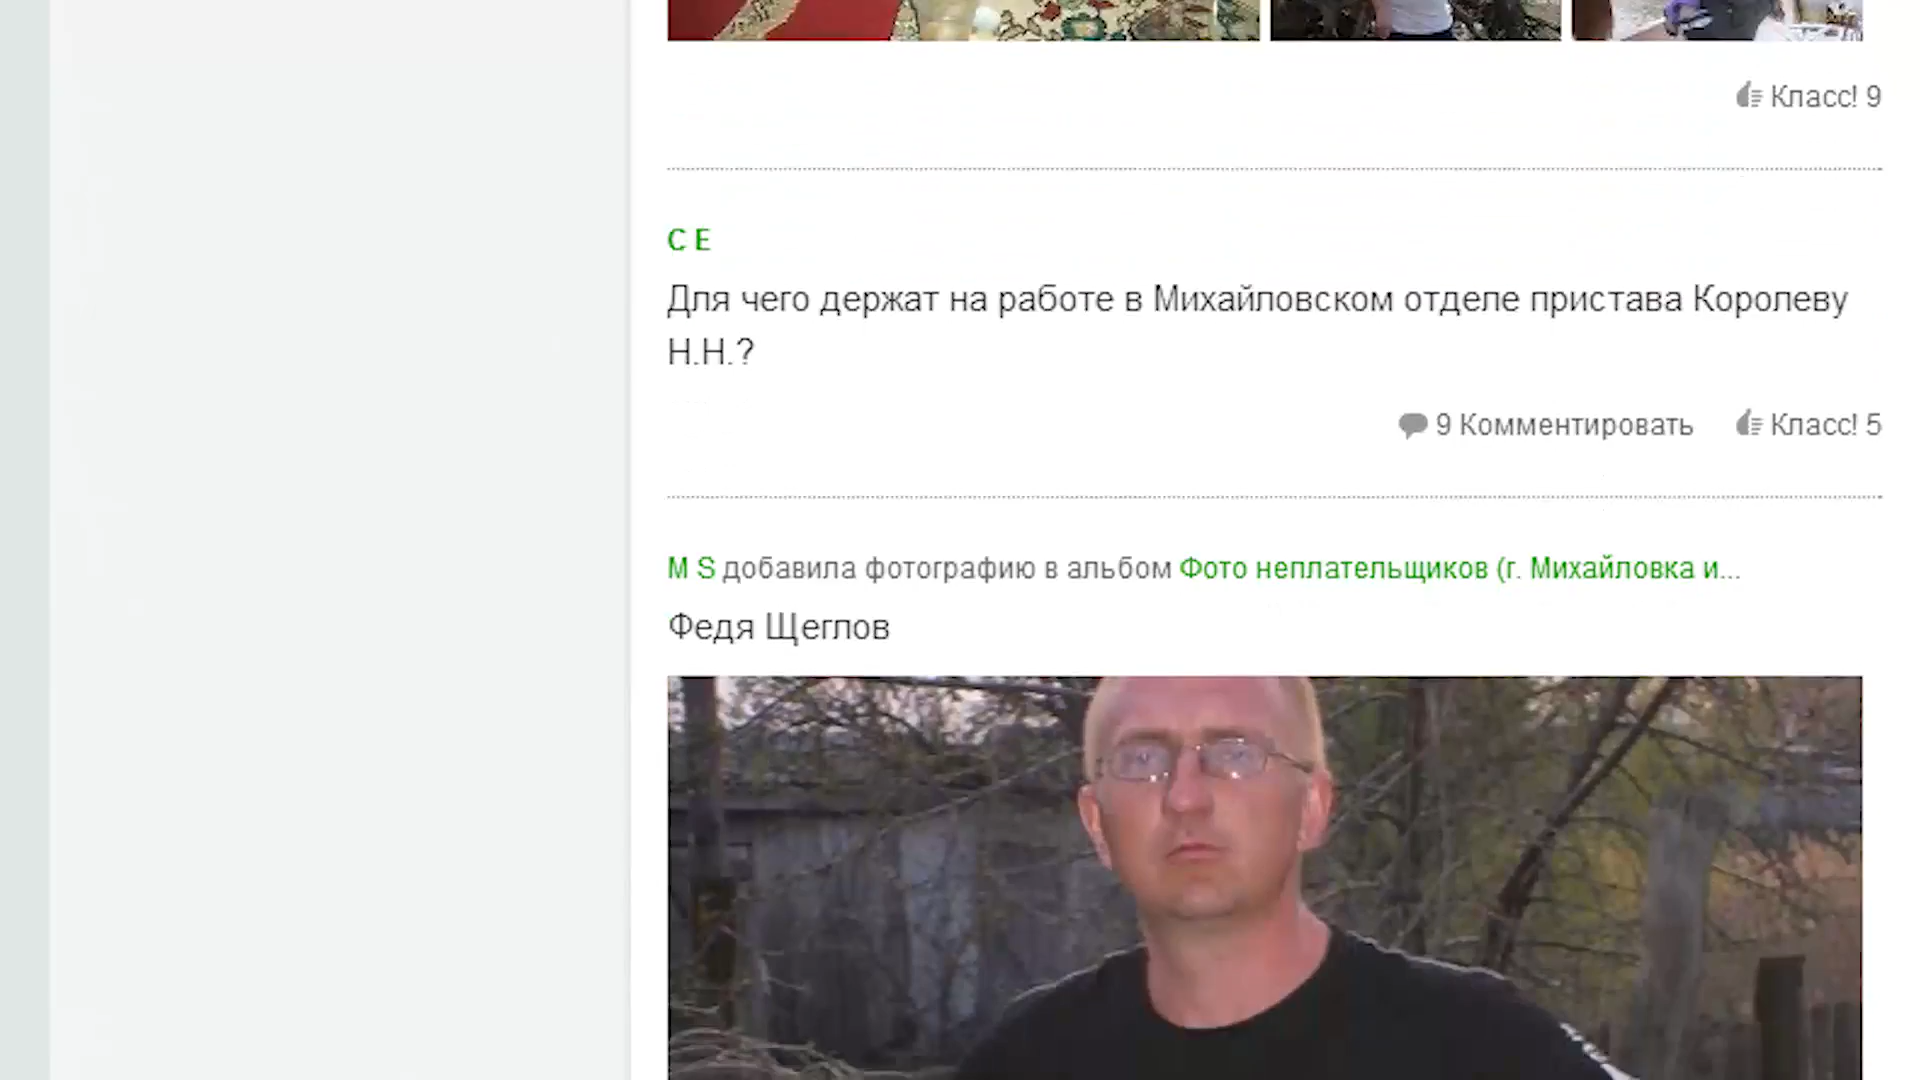 Класс! 9
С Е
Для чего держат на работе в Михайловском отделе пристава Королеву
Н.Н.?
9 Комментировать Класс! 5
M S добавила фотографию в альбом Фото неплательщиков (г. Михайловка и...
Федя Щеглов